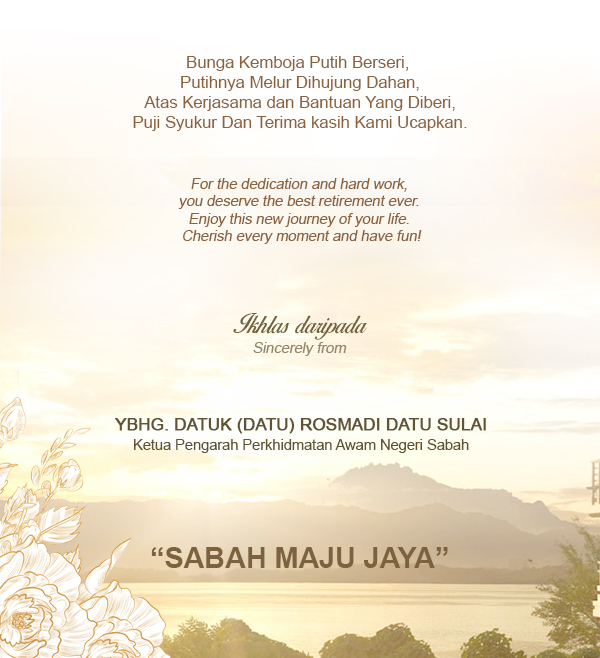 Bunga Kemboja Putih Berseri,
Putihnya Melur Dihujung Dahan,
Atas Kerjasama dan Bantuan Yang Diberi,
Puji Syukur Dan Terima kasih Kami Ucapkan.
For the dedication and hard work,
you deserve the best retirement ever.
Enjoy this new journey of your life.
Cherish every moment and have fun!
Ikhlas daripada
Sincerely from
YBHG. DATUK (DATU) ROSMADI DATU SULAI
Ketua Pengarah Perkhidmatan Awam Negeri Sabah
“SABAH MAJU JAYA”